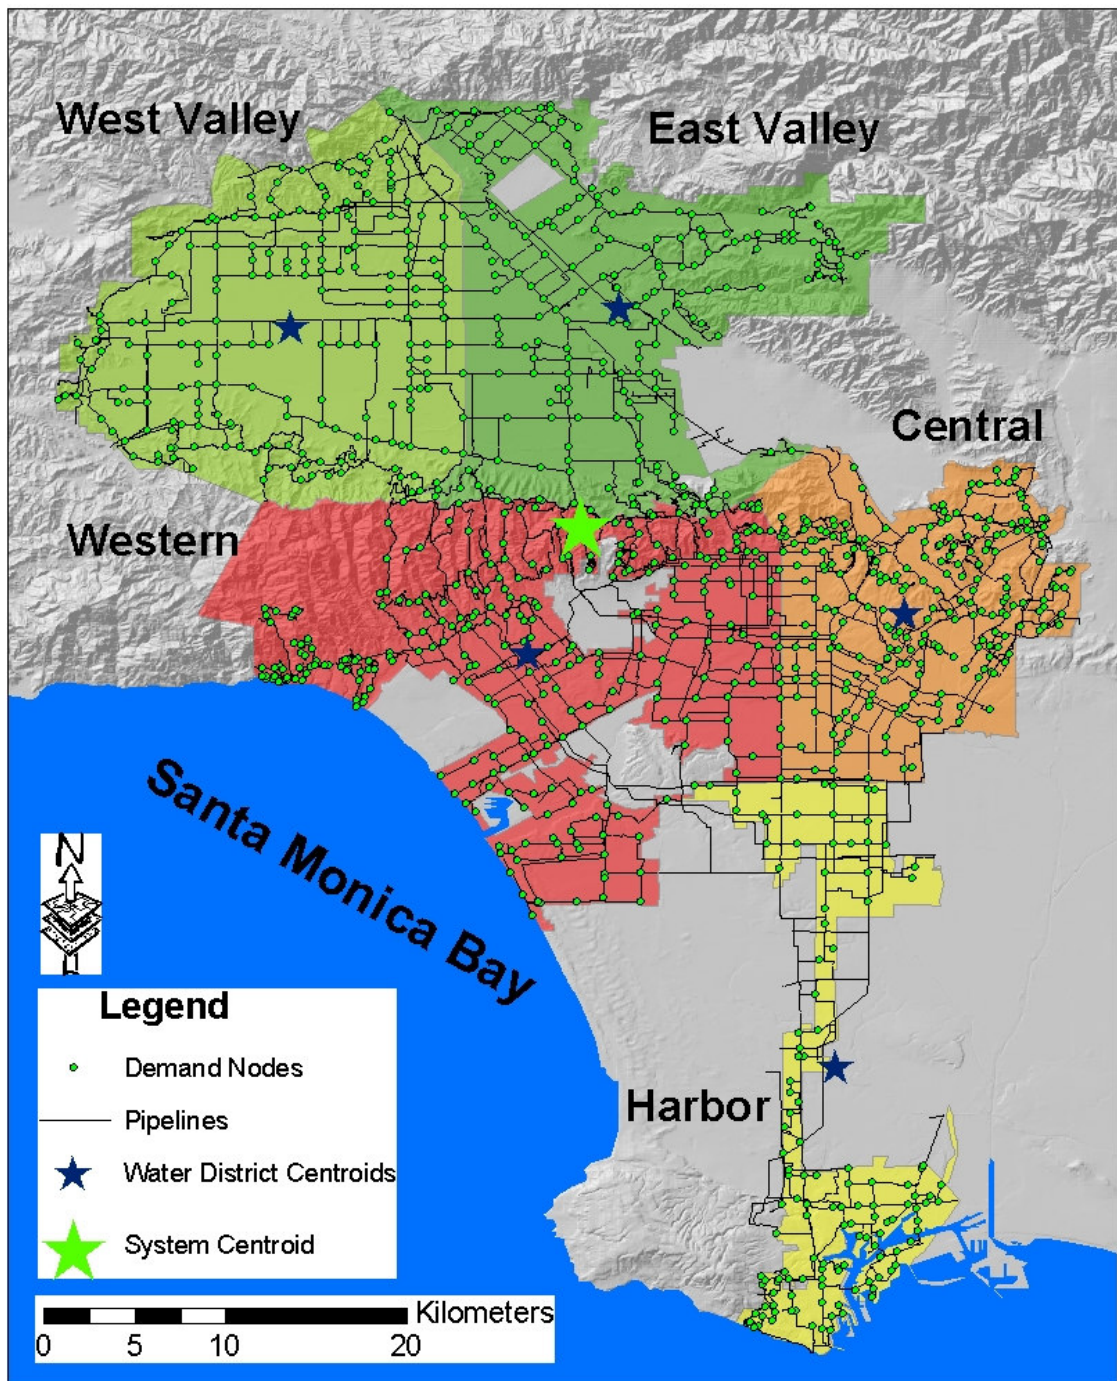 West Valley
East Valley
Central
Western
Santa Monica Bay
N
Legend
Demand Nodes
Pipelines
Water District Centroids
System Centroid
Harbor
Kilometers
0 5 10 20